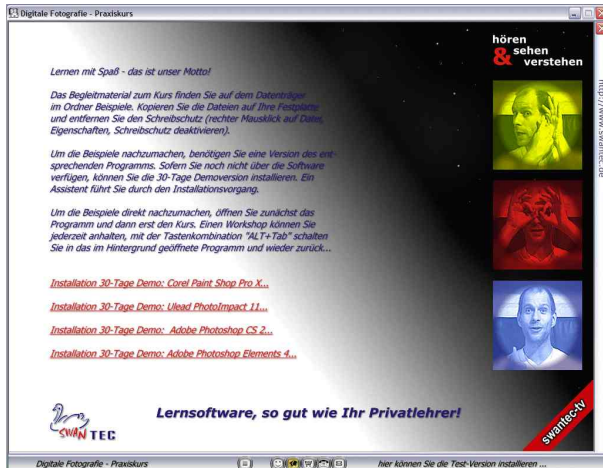 Digitale Fotografie - Praxiskurs
hören
& sehen
verstehen
http://www.swantec.de
Lernen mit Spaß - das ist unser Motto!
Das Begleitmaterial zum Kurs finden Sie auf dem Datenträger
im Ordner Beispiele. Kopieren Sie die Dateien auf Ihre Festplatte
und entfernen Sie den Schreibschutz (rechter Mausklick auf Datei,
Eigenschaften, Schreibschutz deaktivieren).
Um die Beispiele nachzumachen, benötigen Sie eine Version des ent-
sprechenden Programms. Sofern Sie noch nicht über die Software
verfügen, können Sie die 30-Tage Demoversion installieren. Ein
Assistent führt Sie durch den Installationsvorgang.
Um die Beispiele direkt nachzumachen, öffnen Sie zunächst das
Programm und dann erst den Kurs. Einen Workshop können Sie
jederzeit anhalten, mit der Tastenkombination "ALT+Tab" schalten
Sie in das im Hintergrund geöffnete Programm und wieder zurück...
Installation 30-Tage Demo: Corel Paint Shop Pro X...
Installation 30-Tage Demo: Ulead PhotoImpact 11...
Installation 30-Tage Demo: Adobe Photoshop CS 2...
Installation 30-Tage Demo: Adobe Photoshop Elements 4...
SWAN TEC
Lernsoftware, so gut wie Ihr Privatlehrer!
swantec-tv
Digitale Fotografie - Praxiskurs
hier können Sie die Test-Version installieren ...